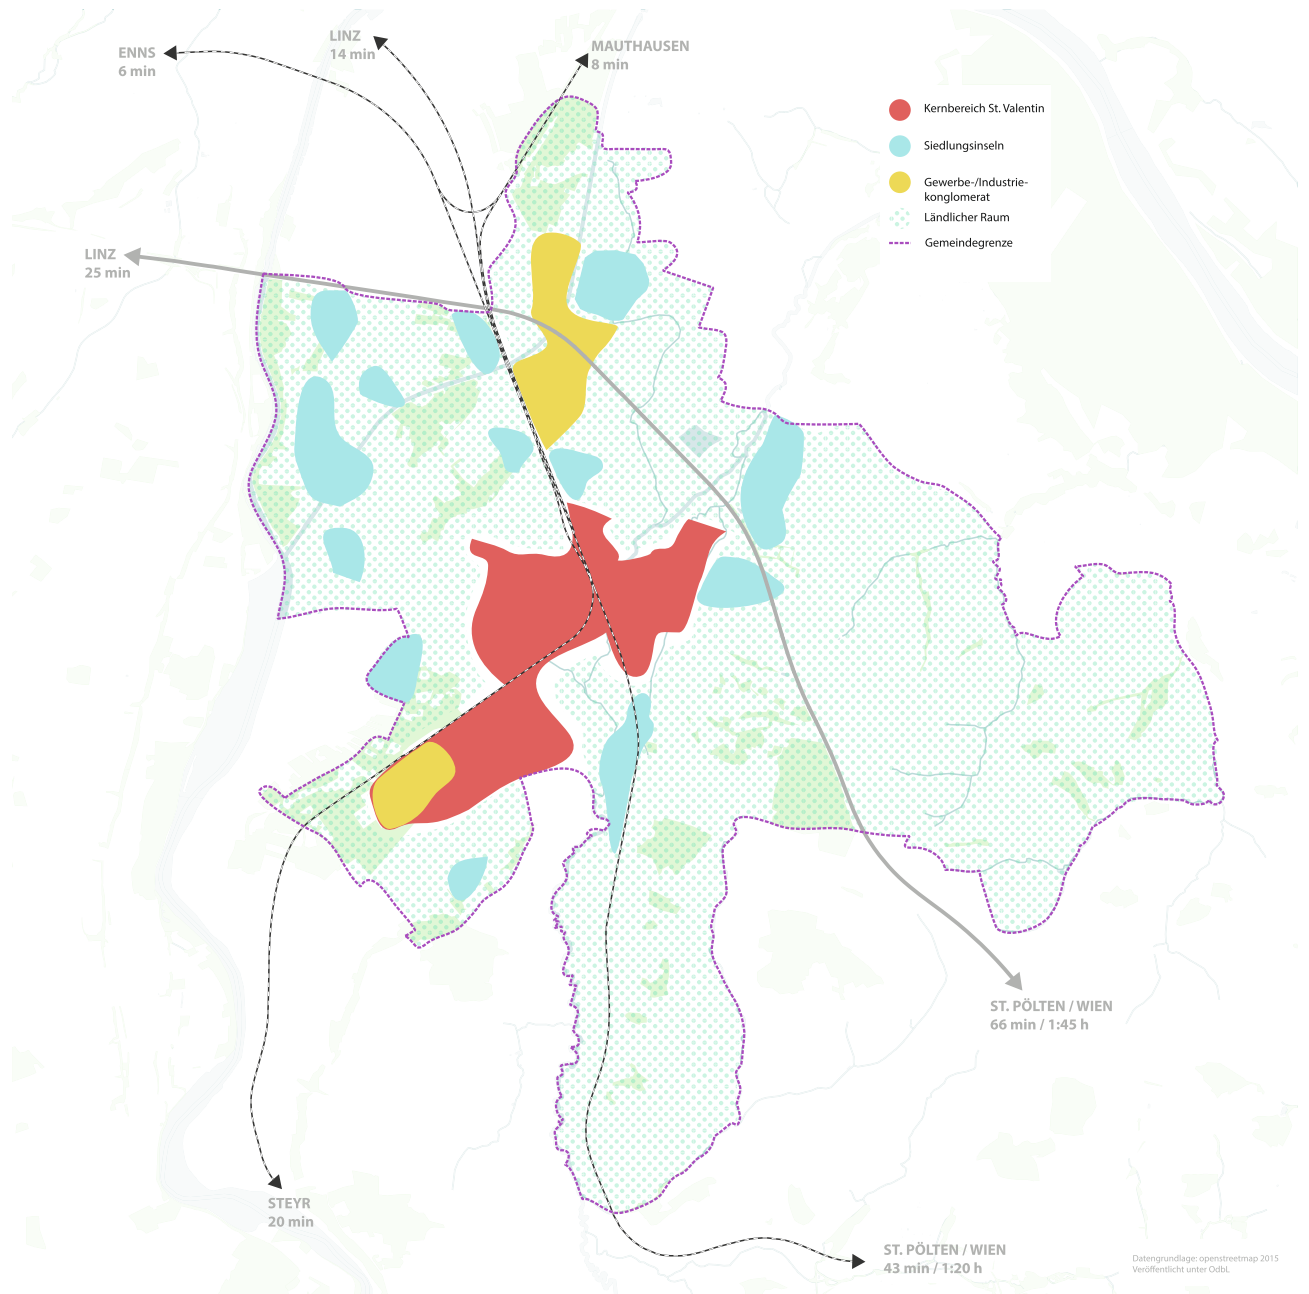 LINZ
14 min
ENNS
6 min
MAUTHAUSEN
8 min
Kernbereich St. Valentin
Siedlungsinseln
Gewerbe-/Industrie-
konglomerat
Ländlicher Raum
Gemeindegrenze
LINZ
25 min
ST. PÖLTEN / WIEN
66 min / 1:45 h
STEYR
20 min
ST. PÖLTEN / WIEN
43 min / 1:20 h
Datengrundlage: openstreetmap 2015
Veröffentlicht unter OdbL